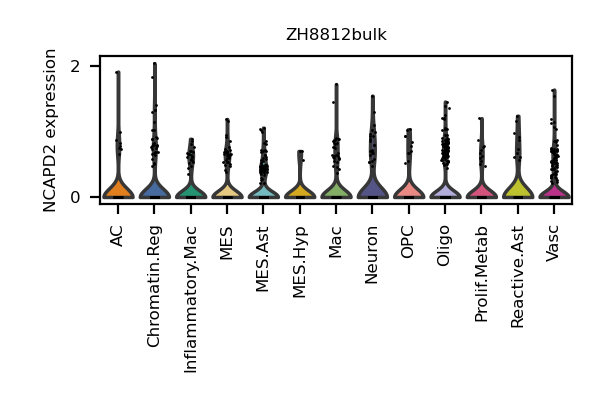 ZH8812bulk
NCAPD2 expression
2
0
AC
Chromatin.Reg
Inflammatory.Mac
MES
MES.Ast
MES.Hyp
Mac
Neuron
OPC
Oligo
Prolif.Metab
Reactive.Ast
Vasc